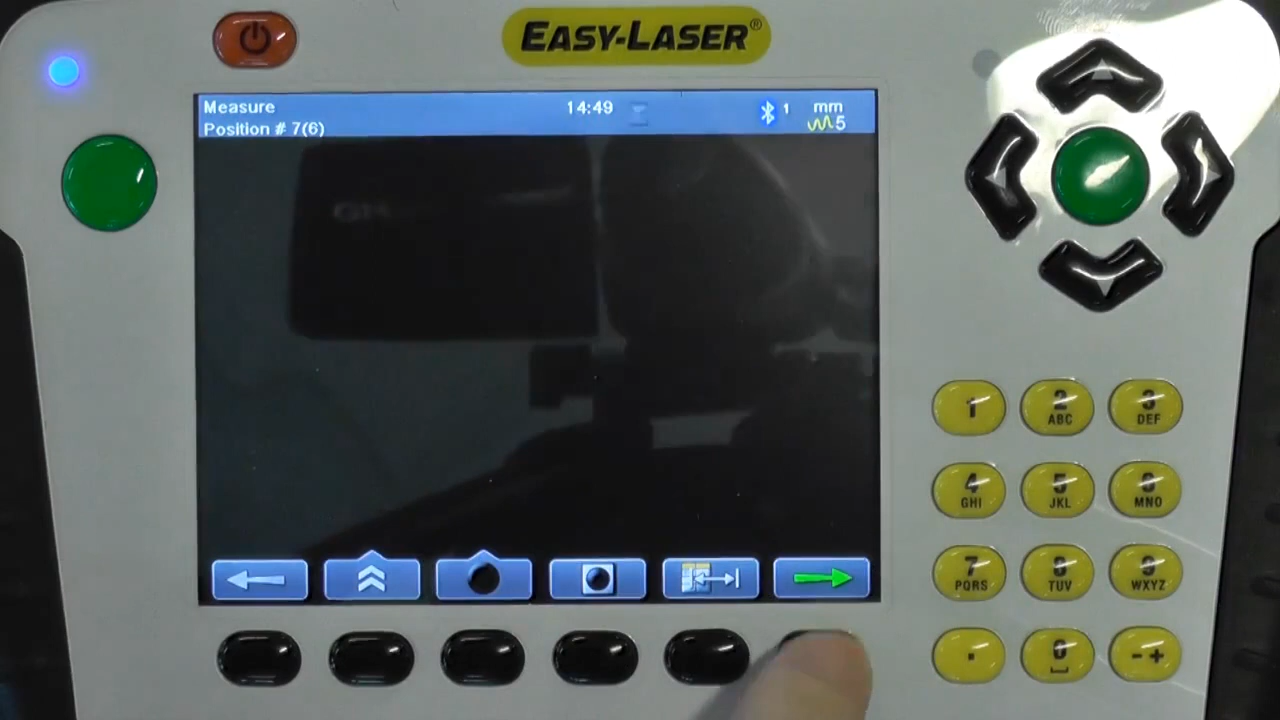 EASY-LASER®
Measure
14:49
1
mm
Position # 7(6)
5
1
2
ABC
3
DEF
4
GHI
5
JKL
6
MNO
7
PQRS
8
TUV
9
WXYZ
.
0
- +